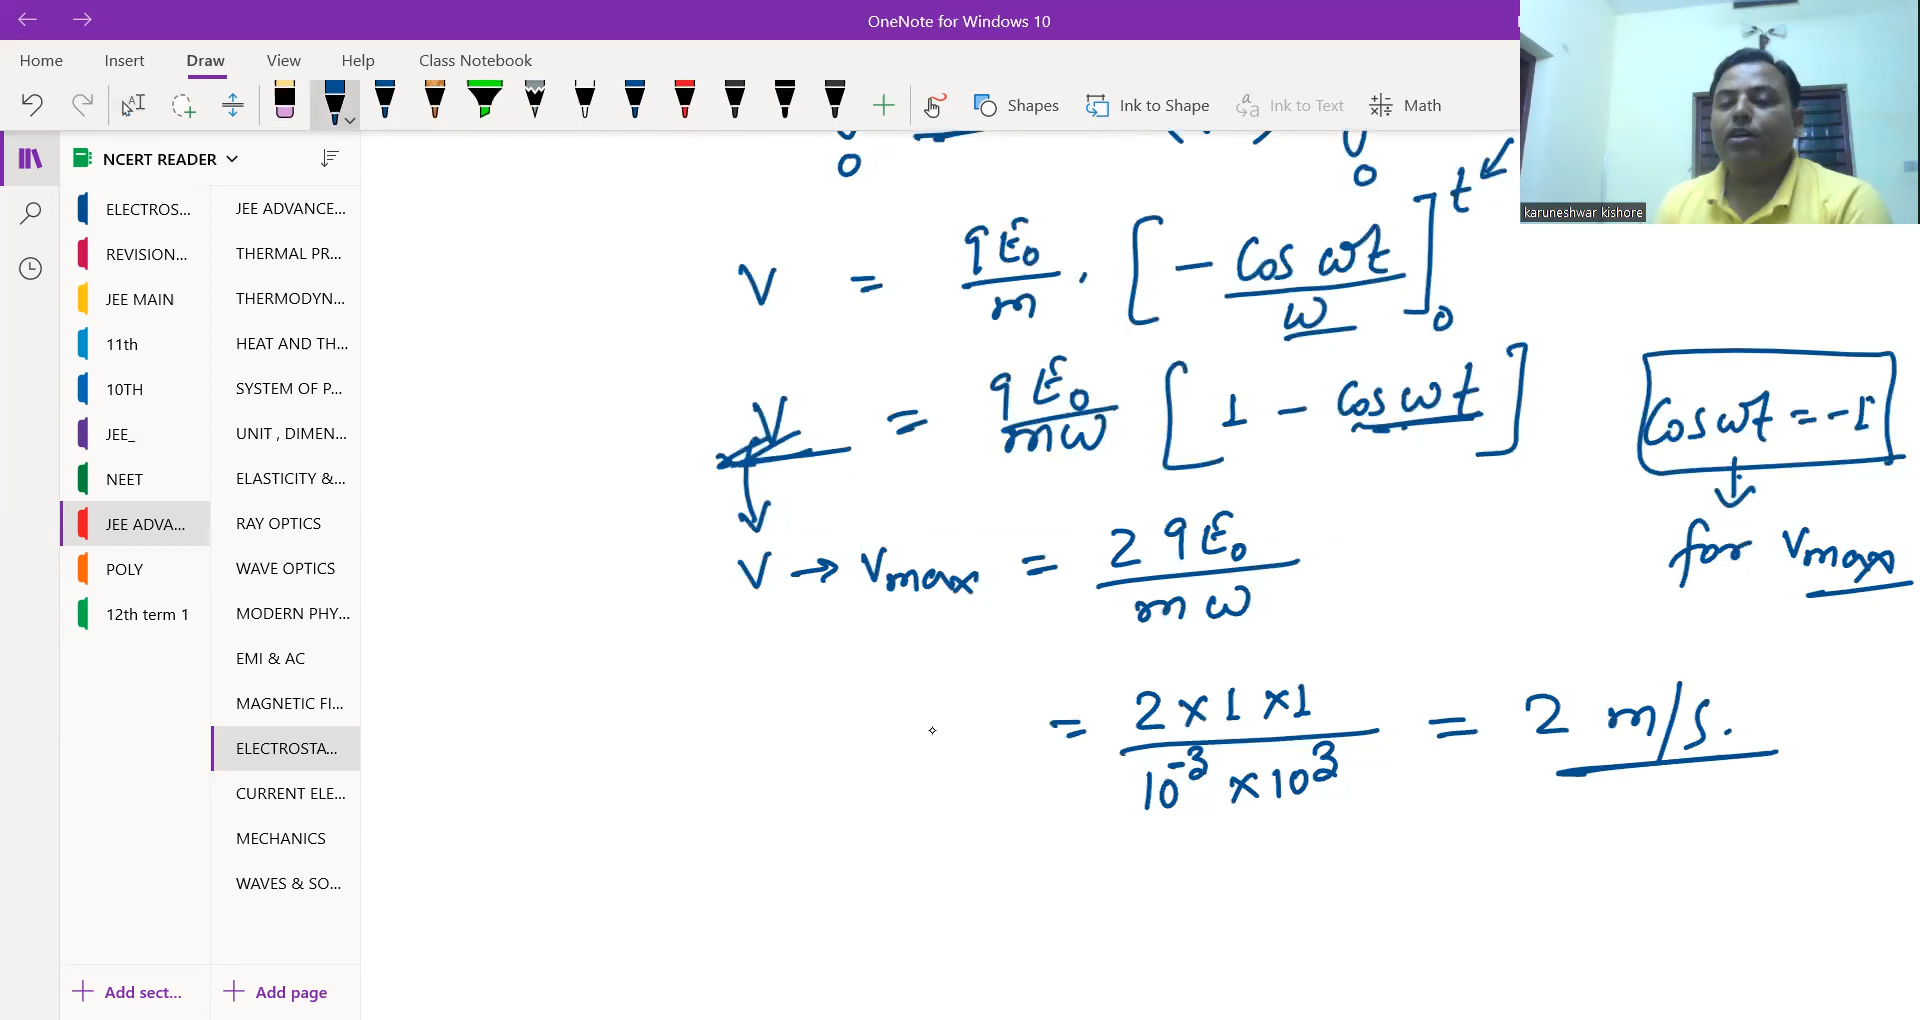 OneNote for Windows 10
Home Insert Draw View Help Class Notebook
Shapes Ink to Shape Ink to Text Math
karuneshwar kishore
NCERT READER
ELECTROS...
REVISION...
JEE MAIN
11th
10TH
JEE_
NEET
JEE ADVA...
POLY
12th term 1
Add sect...
JEE ADVANCE...
THERMAL PR...
THERMODYN...
HEAT AND TH...
SYSTEM OF P...
UNIT , DIMEN...
ELASTICITY &...
RAY OPTICS
WAVE OPTICS
MODERN PHY...
EMI & AC
MAGNETIC FI...
ELECTROSTA...
CURRENT ELE...
MECHANICS
WAVES & SO...
Add page
0 0
V = qE₀/m · [ - Cos ωt / ω ]₀ᵗ
V = qE₀/mω [ 1 - cos ωt ]
Cos ωt = -1
for Vmax
V → Vmax = 2qE₀/mω
= 2 × 1 × 1 / 10⁻³ × 10³ = 2 m/s.